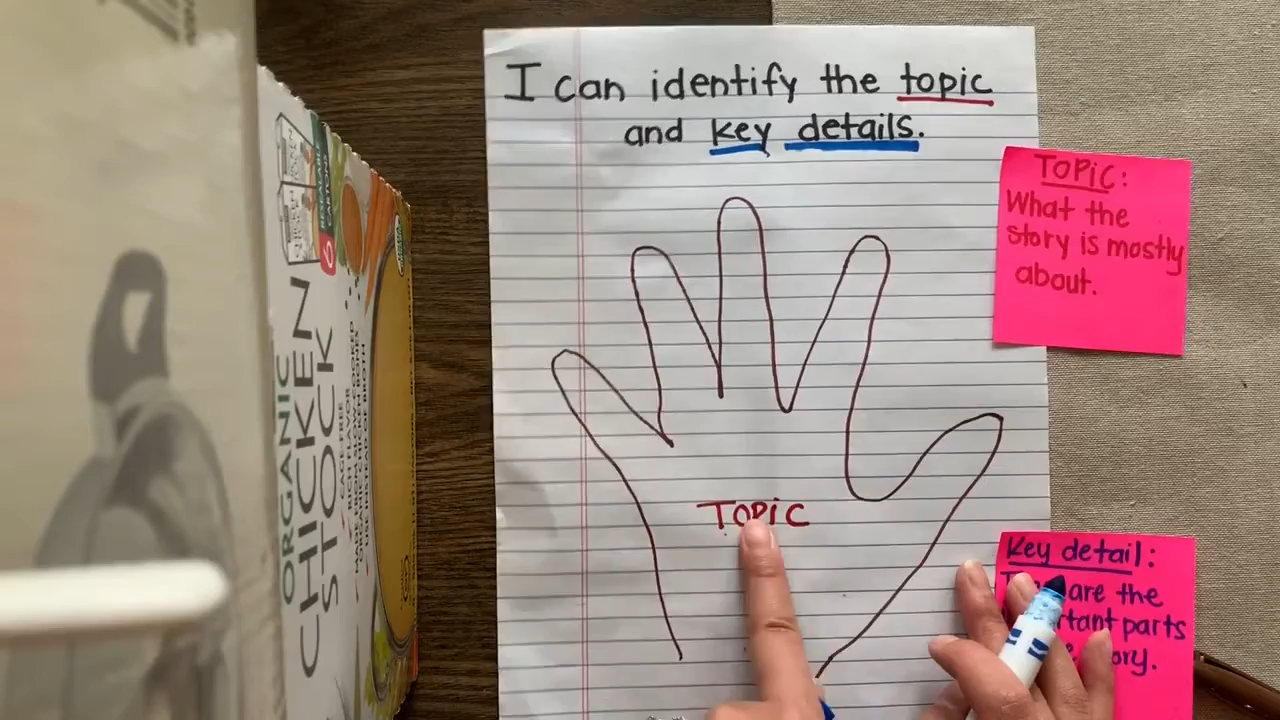 I can identify the topic
and key details.
TOPIC:
What the
story is mostly
about.
TOPIC
Key detail:
are the
parts
ORGANIC
CHICKEN
STOCK